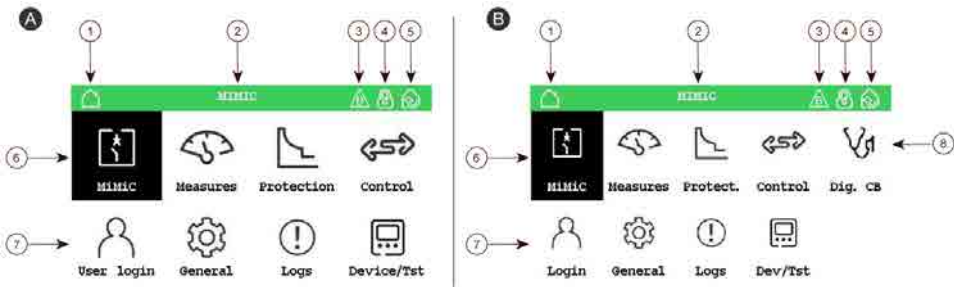 A
1 2 3 4 5
MIMIC
6
MiMiC Measures Protection Control
7
User login General Logs Device/Tst
B
1 2 3 4 5
MIMIC
6
8
MiMiC Measures Protect. Control Dig. CB
7
Login General Logs Dev/Tst